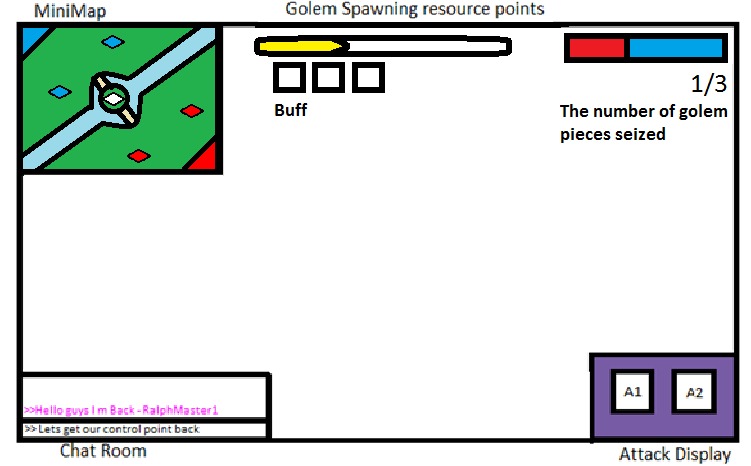 MiniMap
Golem Spawning resource points
Buff
1/3
The number of golem
pieces seized
>>Hello guys I m Back - RalphMaster1
>> Lets get our control point back
A1
A2
Chat Room
Attack Display